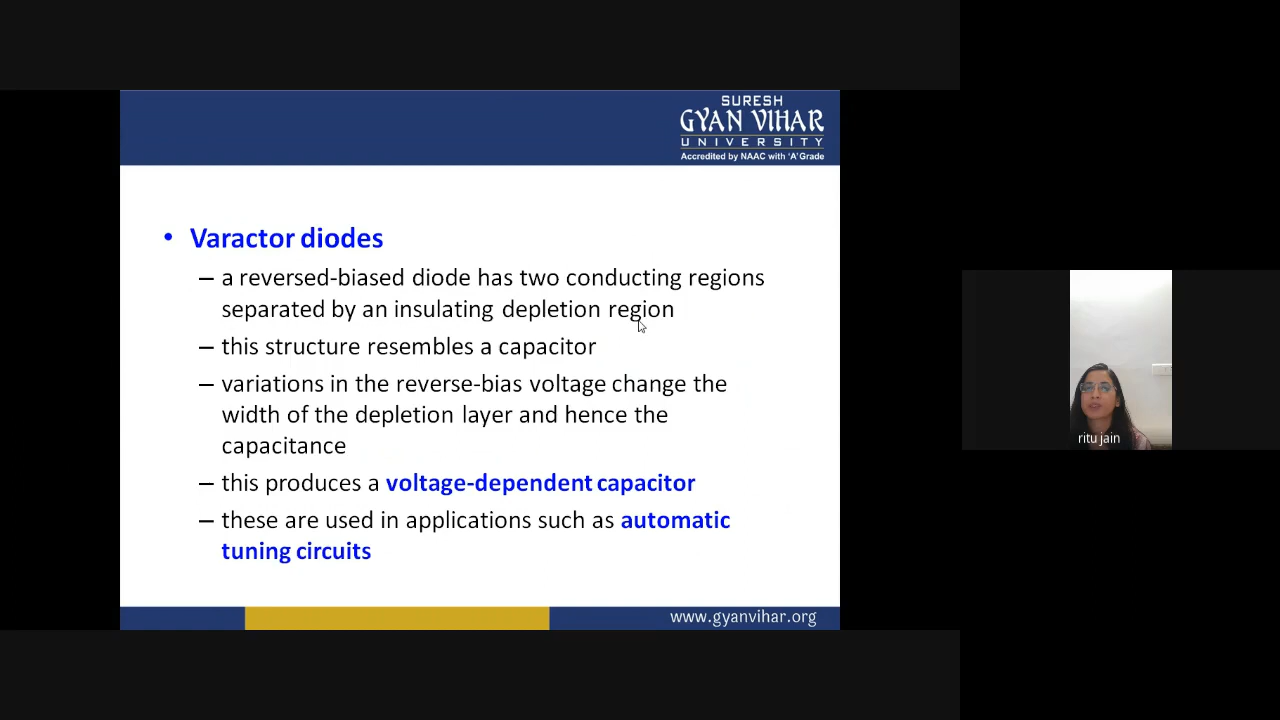 SURESH
GYAN VIHAR
UNIVERSITY
Accredited by NAAC with 'A' Grade
• Varactor diodes
– a reversed-biased diode has two conducting regions
separated by an insulating depletion region
– this structure resembles a capacitor
– variations in the reverse-bias voltage change the
width of the depletion layer and hence the
capacitance
– this produces a voltage-dependent capacitor
– these are used in applications such as automatic
tuning circuits
www.gyanvihar.org
ritu jain